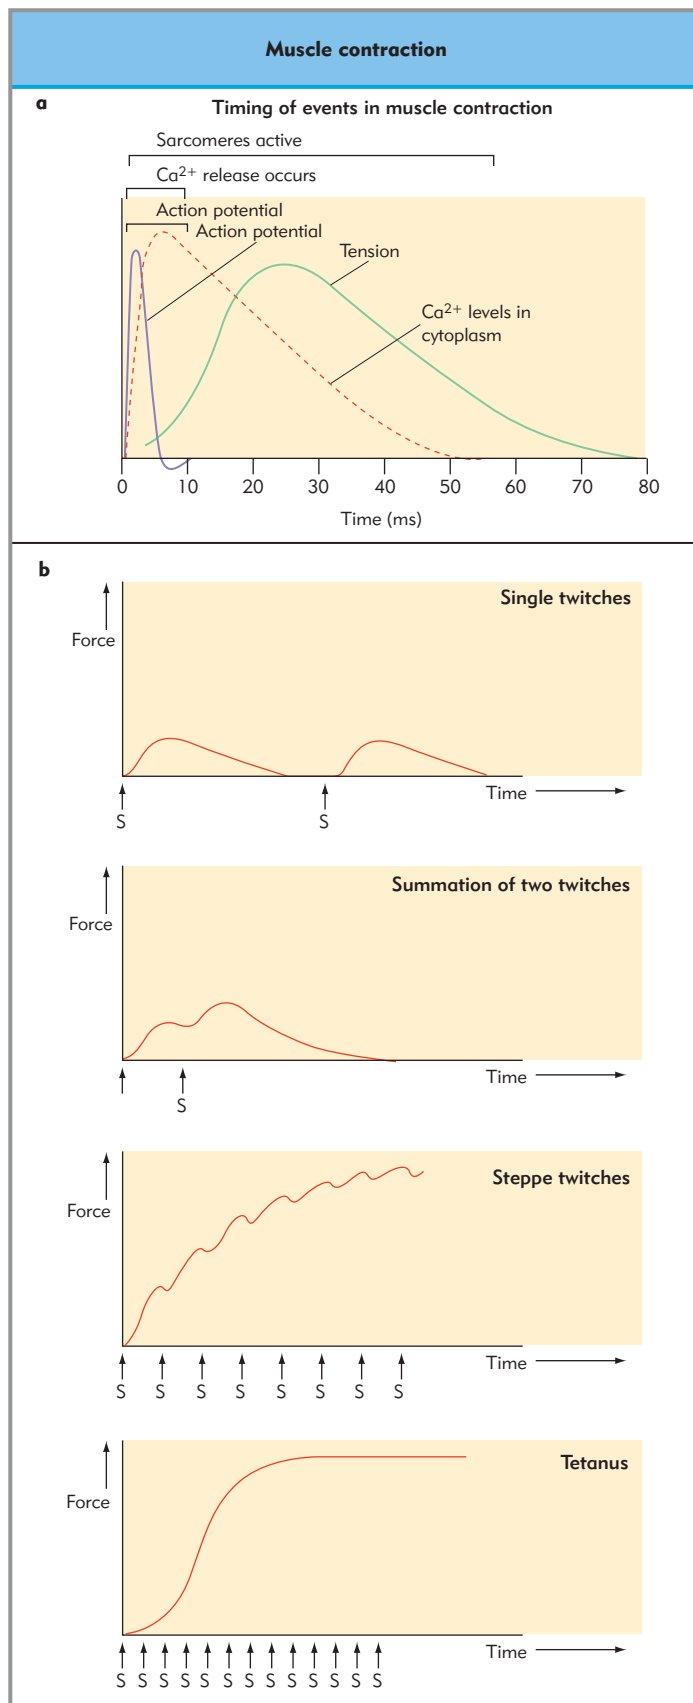 Muscle contraction
a
Timing of events in muscle contraction
Sarcomeres active
Ca2+ release occurs
Action potential
Action potential
Tension
Ca2+ levels in
cytoplasm
0 10 20 30 40 50 60 70 80
Time (ms)
b
Single twitches
Force
Time
S S
Summation of two twitches
Force
Time
S
Steppe twitches
Force
Time
S S S S S S S S
Tetanus
Force
Time
S S S S S S S S S S S S S